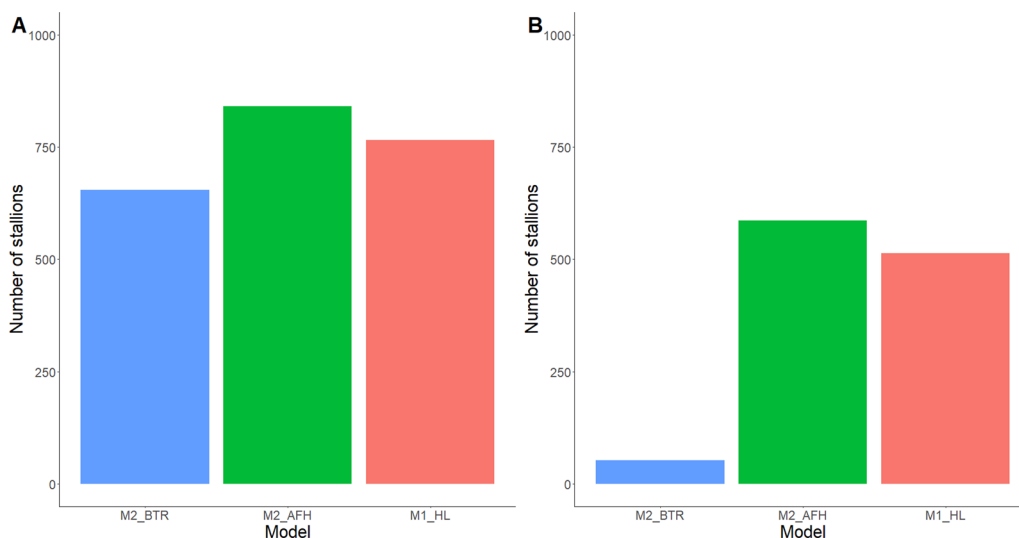 A
Number of stallions
1000
750
500
250
0
M2_BTR M2_AFH M1_HL
Model
B
Number of stallions
1000
750
500
250
0
M2_BTR M2_AFH M1_HL
Model